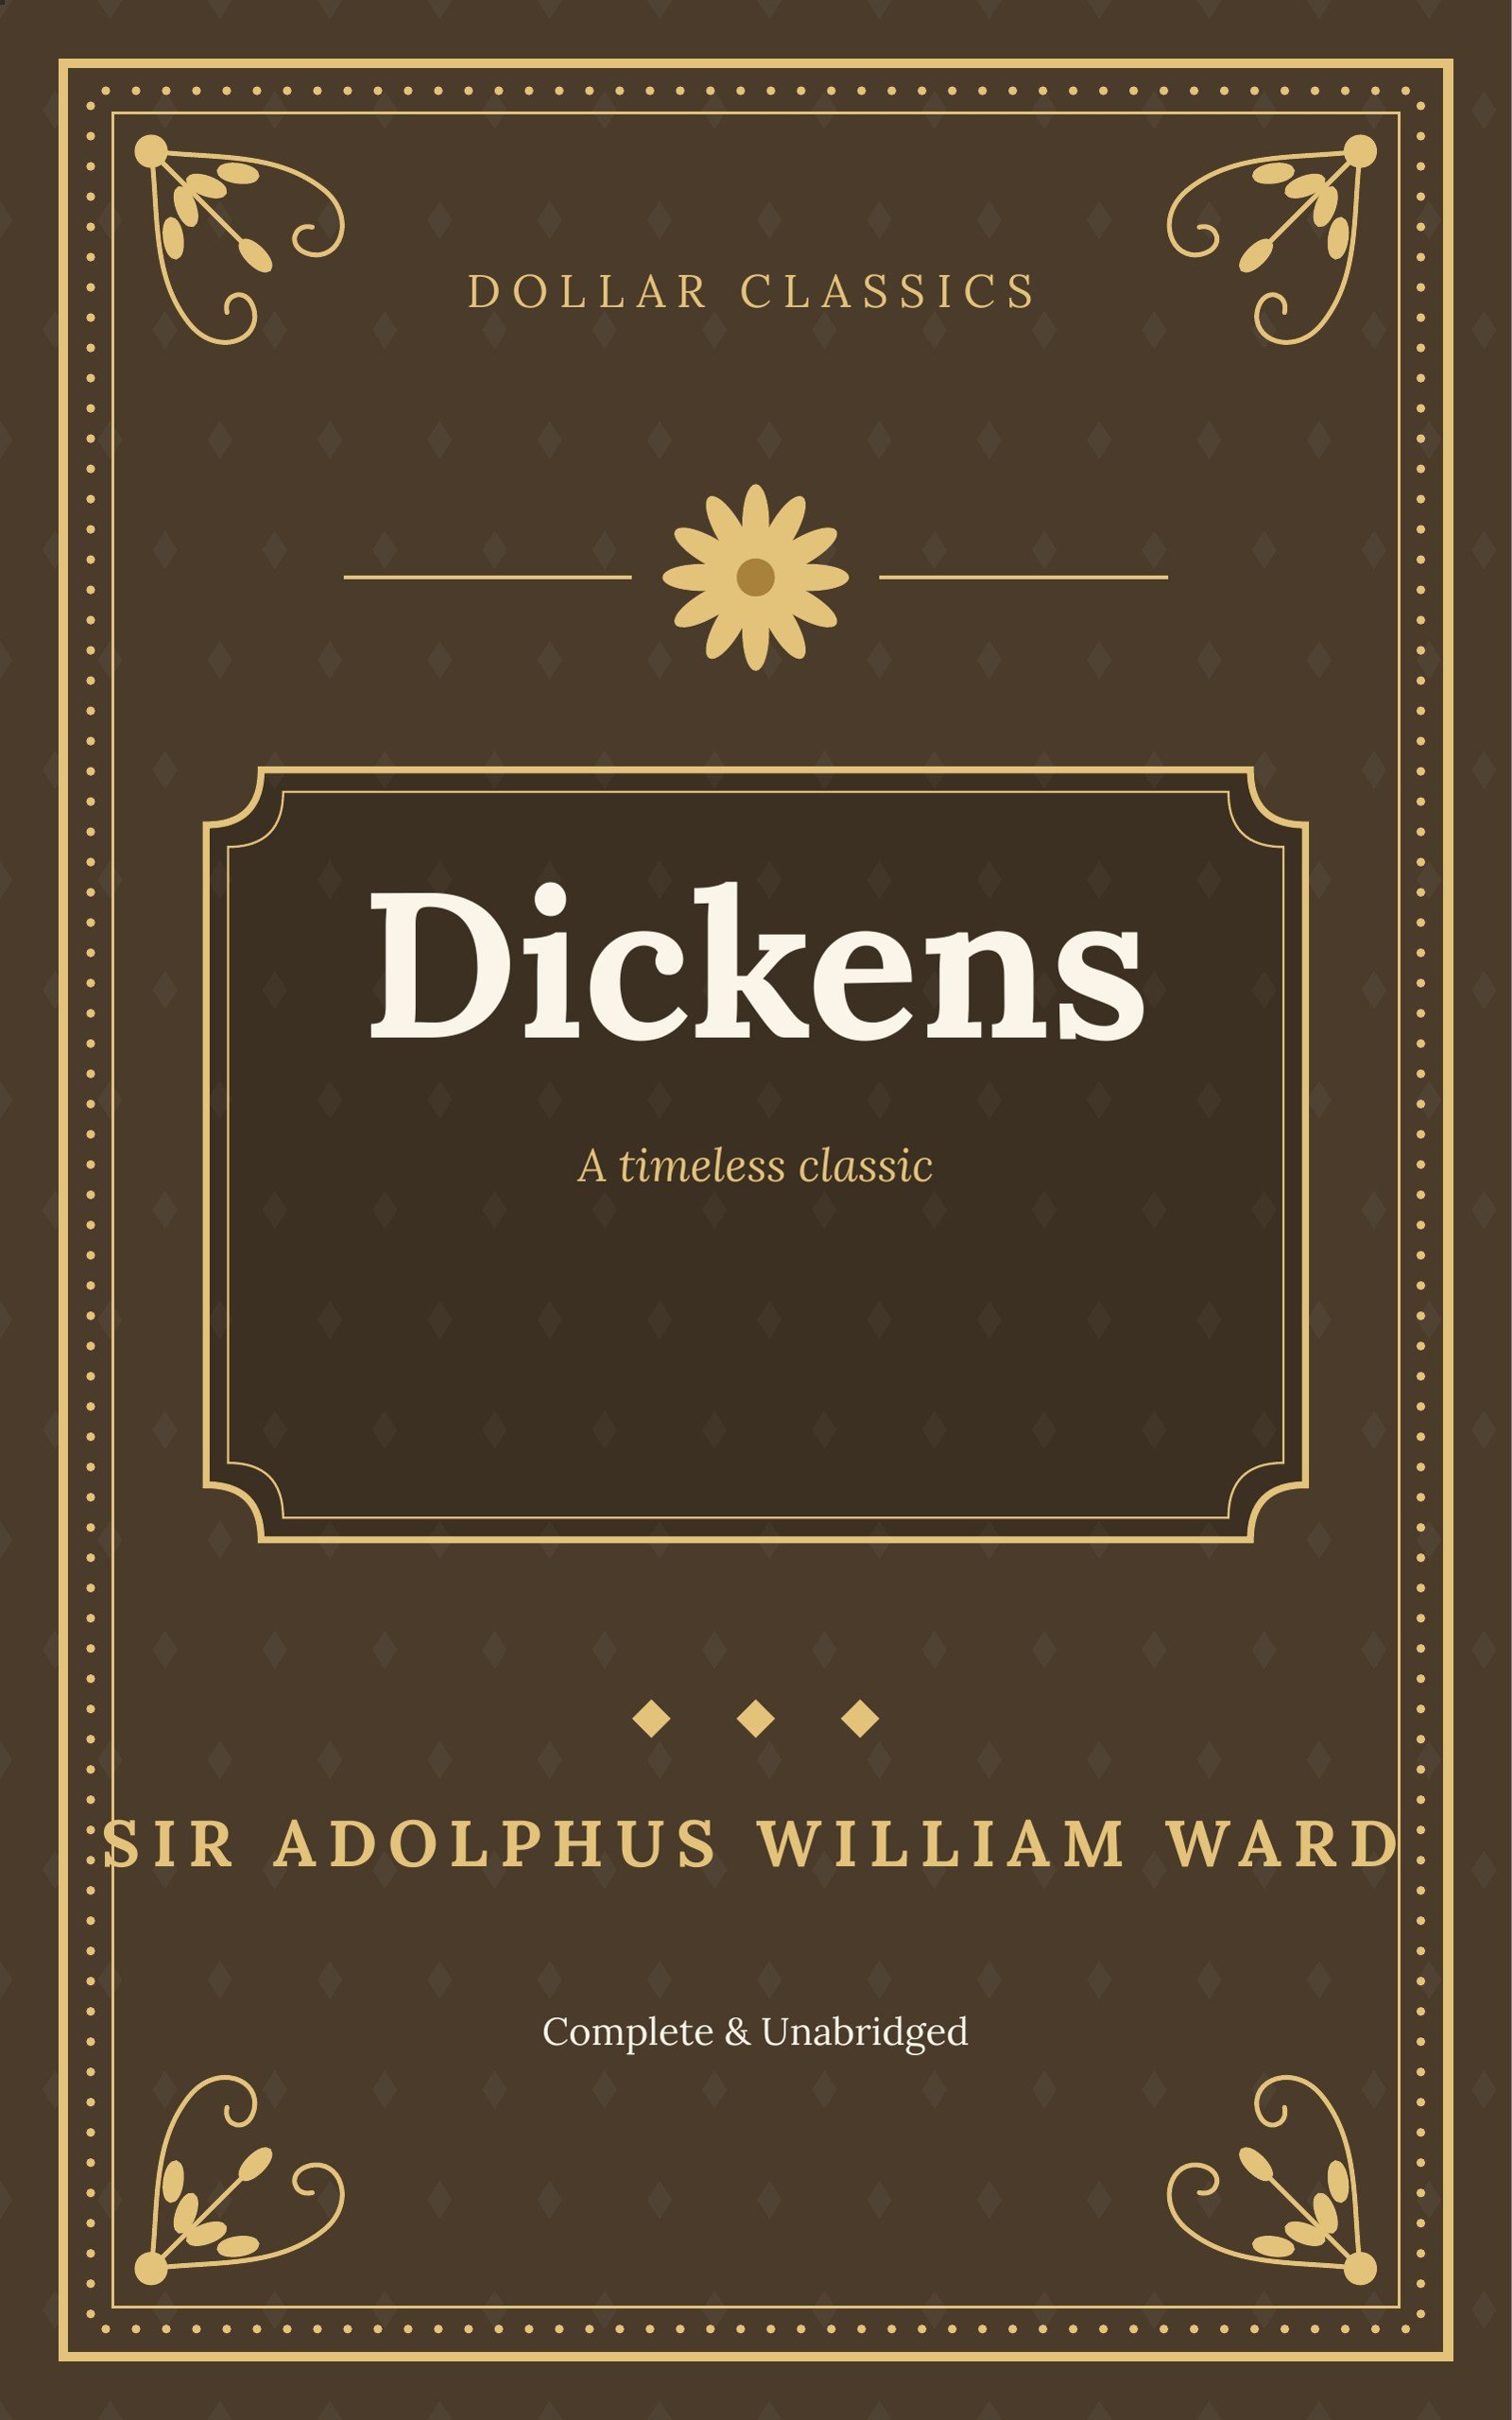 DOLLAR CLASSICS
Dickens
A timeless classic
SIR ADOLPHUS WILLIAM WARD
Complete & Unabridged